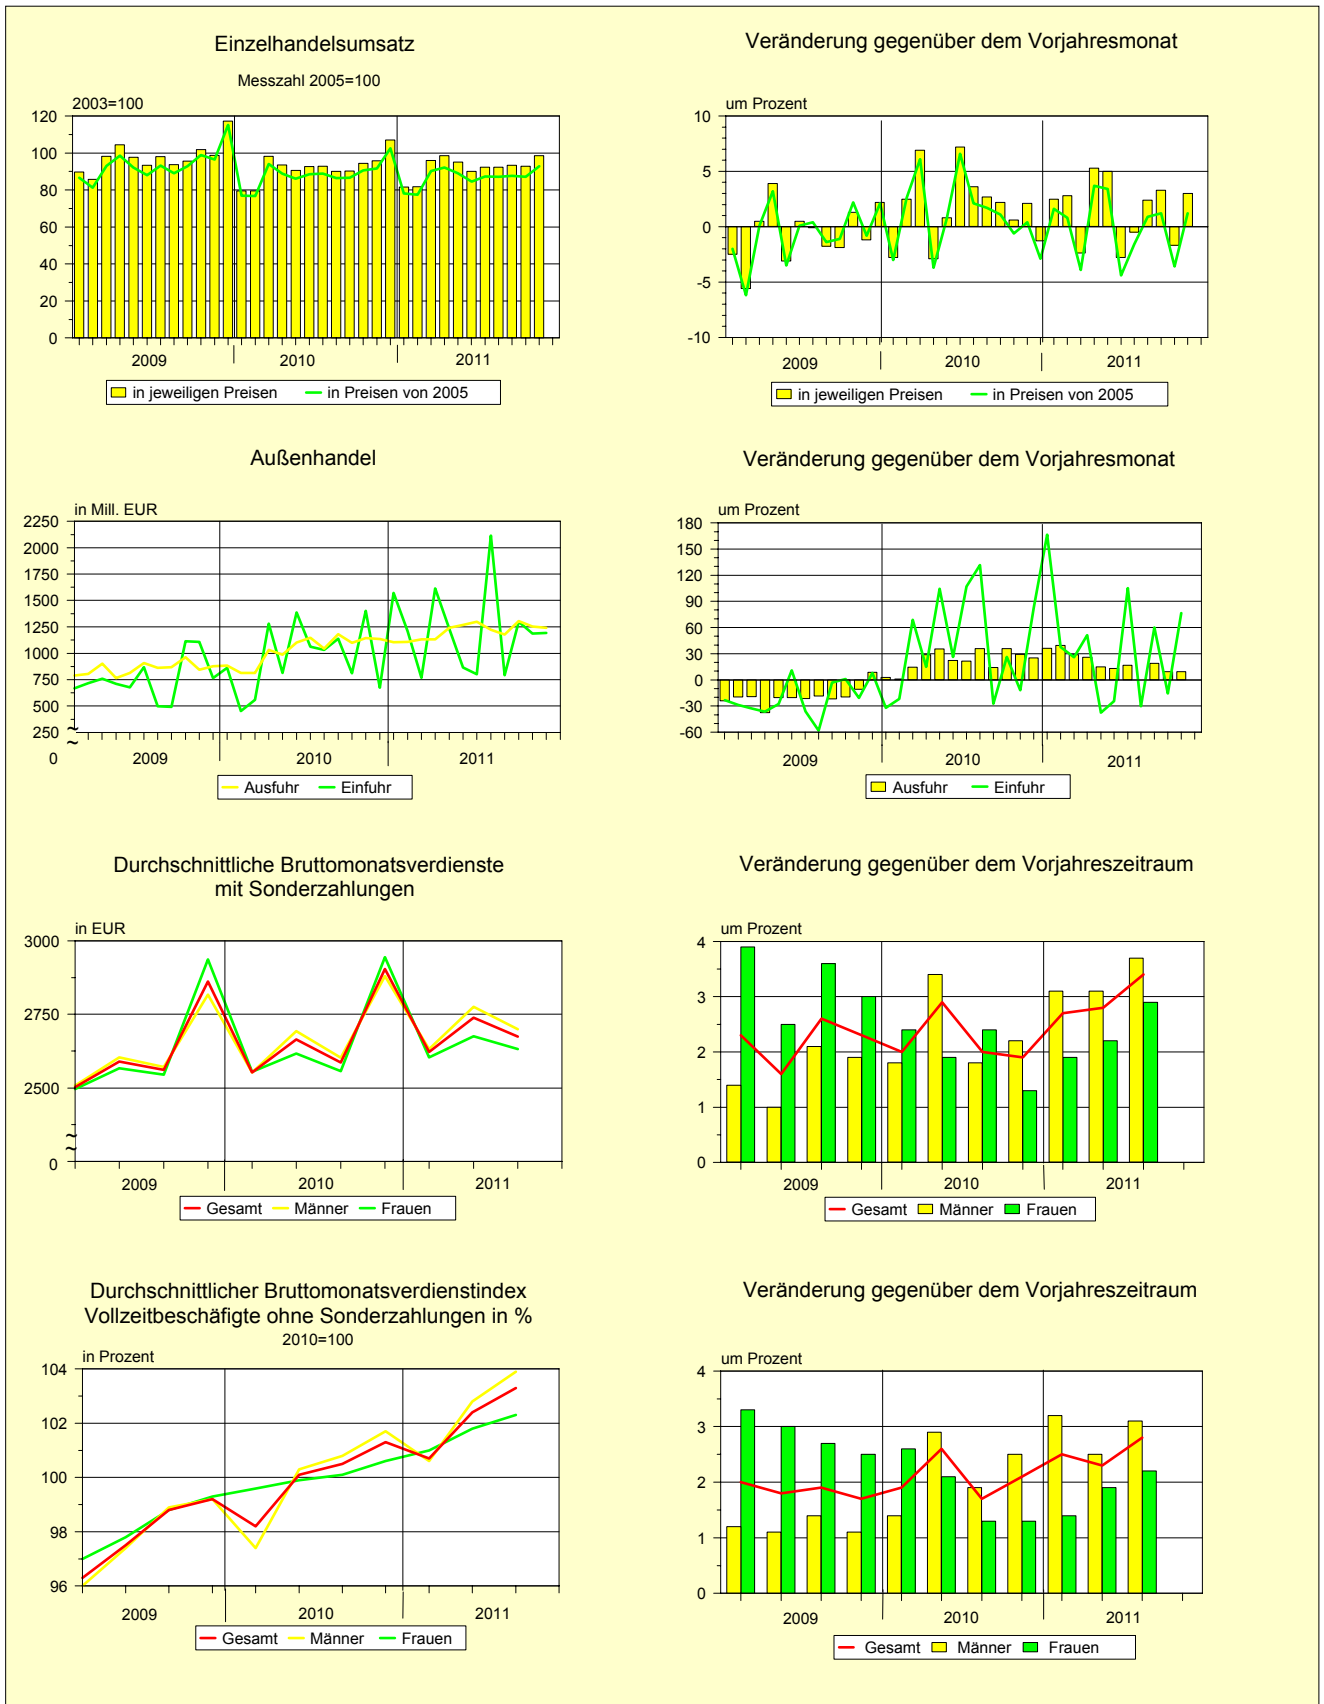 Einzelhandelsumsatz
Messzahl 2005=100
2003=100
120
100
80
60
40
20
0
2009
2010
2011
in jeweiligen Preisen
in Preisen von 2005
Veränderung gegenüber dem Vorjahresmonat
um Prozent
10
5
0
-5
-10
2009
2010
2011
in jeweiligen Preisen
in Preisen von 2005
Außenhandel
in Mill. EUR
2250
2000
1750
1500
1250
1000
750
500
250
~
~
0
2009
2010
2011
Ausfuhr
Einfuhr
Veränderung gegenüber dem Vorjahresmonat
um Prozent
180
150
120
90
60
30
0
-30
-60
2009
2010
2011
Ausfuhr
Einfuhr
Durchschnittliche Bruttomonatsverdienste
mit Sonderzahlungen
in EUR
3000
2750
2500
~
~
0
2009
2010
2011
Gesamt
Männer
Frauen
Veränderung gegenüber dem Vorjahreszeitraum
um Prozent
4
3
2
1
0
2009
2010
2011
Gesamt
Männer
Frauen
Durchschnittlicher Bruttomonatsverdienstindex
Vollzeitbeschäfigte ohne Sonderzahlungen in %
2010=100
in Prozent
104
102
100
98
96
2009
2010
2011
Gesamt
Männer
Frauen
Veränderung gegenüber dem Vorjahreszeitraum
um Prozent
4
3
2
1
0
2009
2010
2011
Gesamt
Männer
Frauen